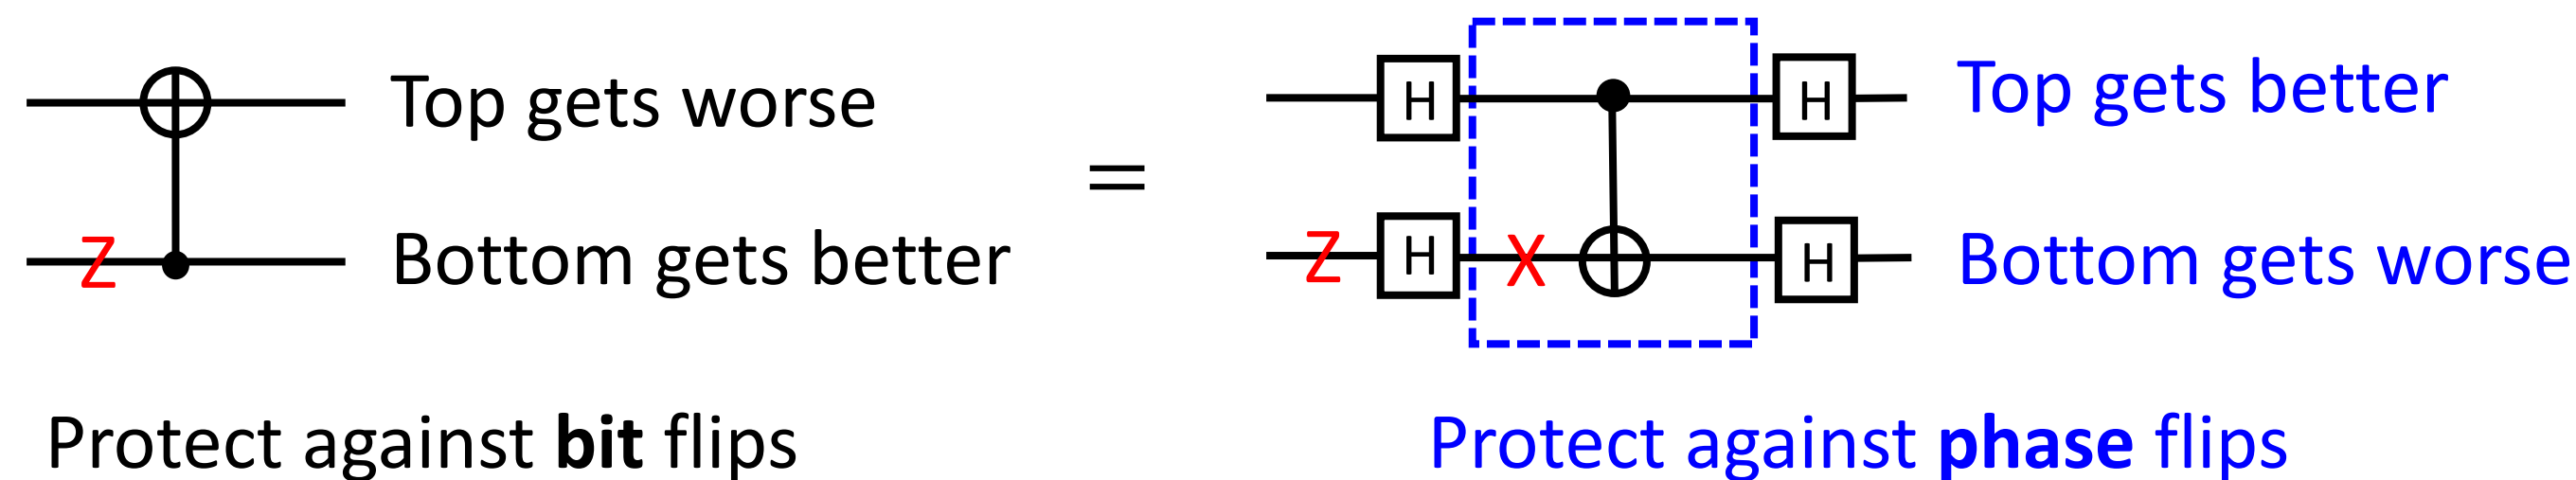 Top gets worse
Z
Bottom gets better
Protect against bit flips
=
H
H
Top gets better
Z
H
X
H
Bottom gets worse
Protect against phase flips